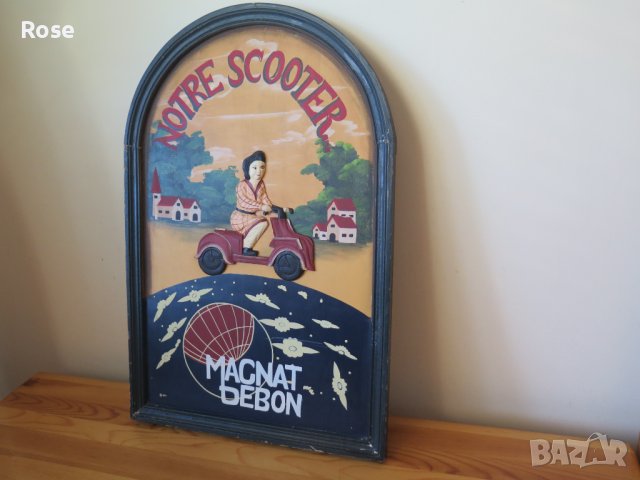 Rose
NOTRE SCOOTER
MAGNAT
DEBON
BAZAR